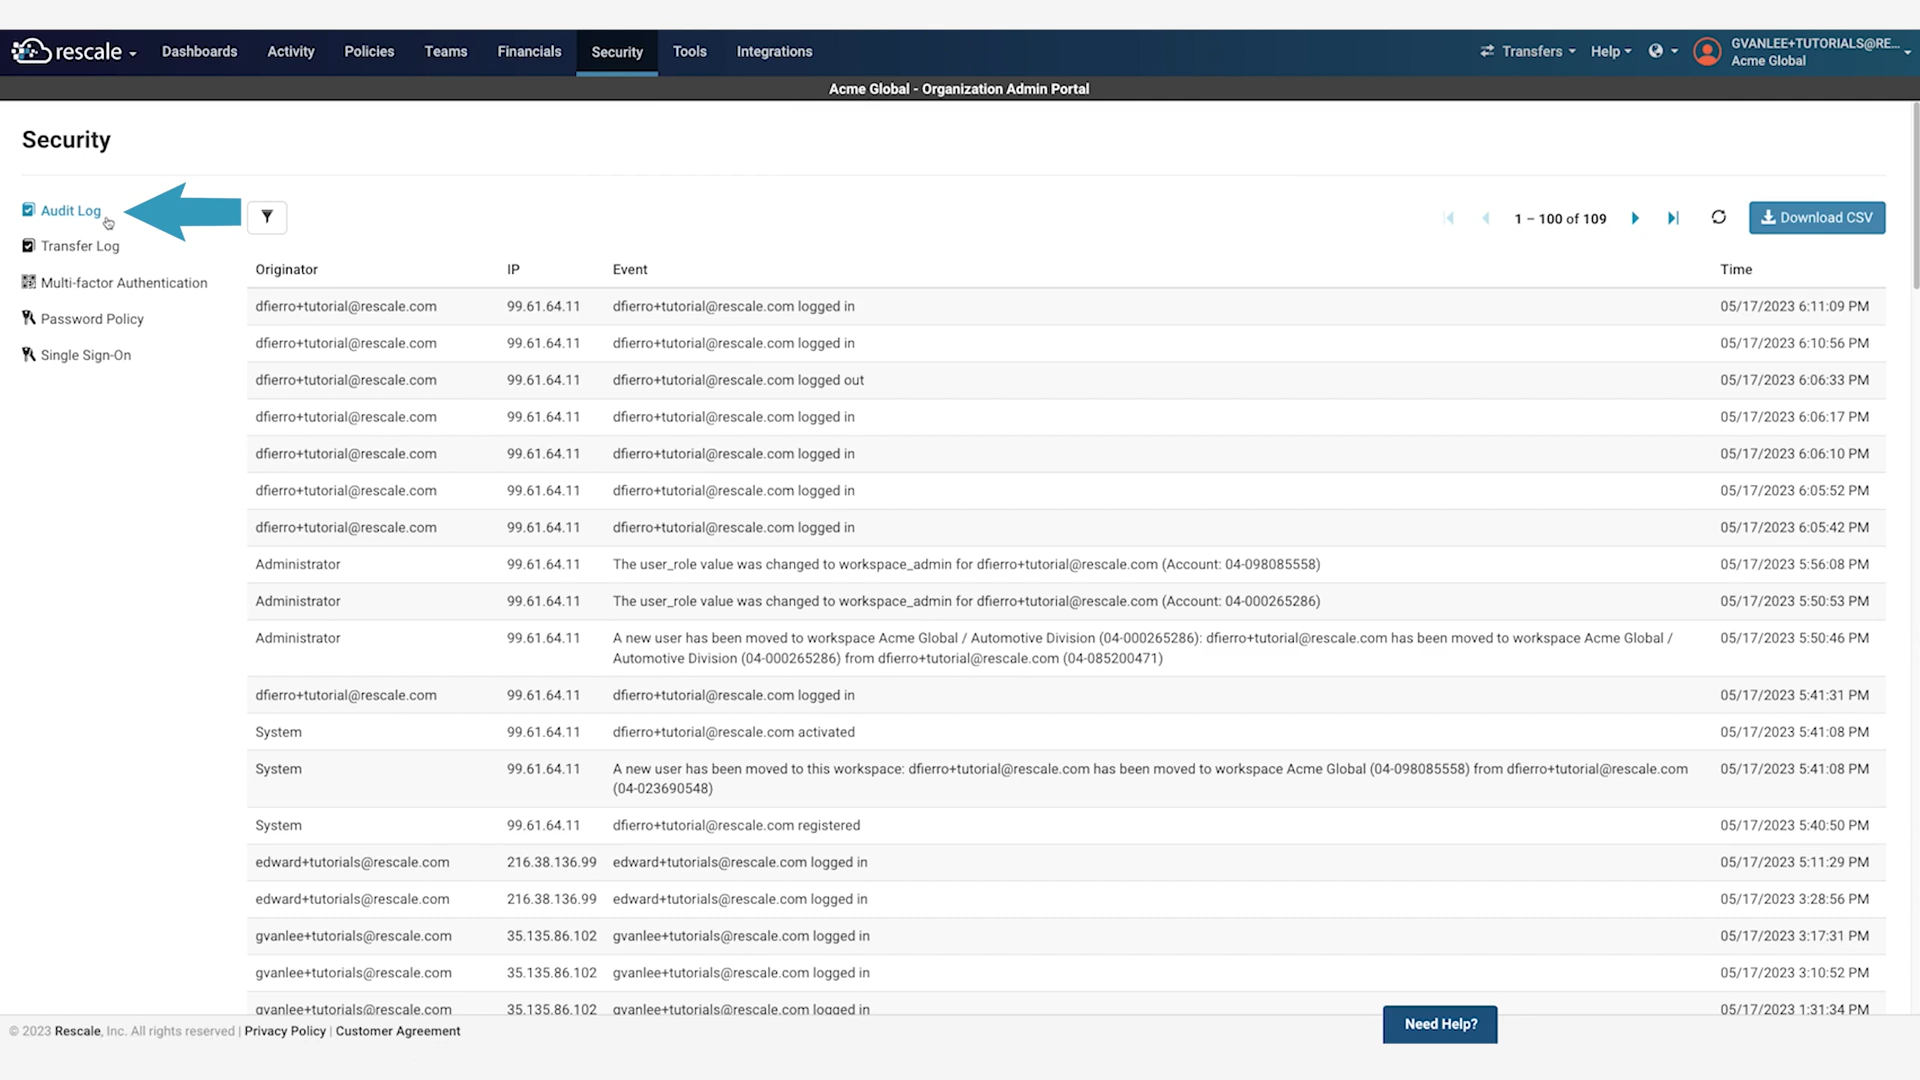 rescale Dashboards Activity Policies Teams Financials Security Tools Integrations Transfers Help GVANLEE+TUTORIALS@RE...
Acme Global
Acme Global - Organization Admin Portal
Security
Audit Log
Transfer Log
Multi-factor Authentication
Password Policy
Single Sign-On
1 – 100 of 109 Download CSV
Originator IP Event Time
dfierro+tutorial@rescale.com 99.61.64.11 dfierro+tutorial@rescale.com logged in 05/17/2023 6:11:09 PM
dfierro+tutorial@rescale.com 99.61.64.11 dfierro+tutorial@rescale.com logged in 05/17/2023 6:10:56 PM
dfierro+tutorial@rescale.com 99.61.64.11 dfierro+tutorial@rescale.com logged out 05/17/2023 6:06:33 PM
dfierro+tutorial@rescale.com 99.61.64.11 dfierro+tutorial@rescale.com logged in 05/17/2023 6:06:17 PM
dfierro+tutorial@rescale.com 99.61.64.11 dfierro+tutorial@rescale.com logged in 05/17/2023 6:06:10 PM
dfierro+tutorial@rescale.com 99.61.64.11 dfierro+tutorial@rescale.com logged in 05/17/2023 6:05:52 PM
dfierro+tutorial@rescale.com 99.61.64.11 dfierro+tutorial@rescale.com logged in 05/17/2023 6:05:42 PM
Administrator 99.61.64.11 The user_role value was changed to workspace_admin for dfierro+tutorial@rescale.com (Account: 04-098085558) 05/17/2023 5:56:08 PM
Administrator 99.61.64.11 The user_role value was changed to workspace_admin for dfierro+tutorial@rescale.com (Account: 04-000265286) 05/17/2023 5:50:53 PM
Administrator 99.61.64.11 A new user has been moved to workspace Acme Global / Automotive Division (04-000265286): dfierro+tutorial@rescale.com has been moved to workspace Acme Global / 05/17/2023 5:50:46 PM
Automotive Division (04-000265286) from dfierro+tutorial@rescale.com (04-085200471)
dfierro+tutorial@rescale.com 99.61.64.11 dfierro+tutorial@rescale.com logged in 05/17/2023 5:41:31 PM
System 99.61.64.11 dfierro+tutorial@rescale.com activated 05/17/2023 5:41:08 PM
System 99.61.64.11 A new user has been moved to this workspace: dfierro+tutorial@rescale.com has been moved to workspace Acme Global (04-098085558) from dfierro+tutorial@rescale.com 05/17/2023 5:41:08 PM
(04-023690548)
System 99.61.64.11 dfierro+tutorial@rescale.com registered 05/17/2023 5:40:50 PM
edward+tutorials@rescale.com 216.38.136.99 edward+tutorials@rescale.com logged in 05/17/2023 5:11:29 PM
edward+tutorials@rescale.com 216.38.136.99 edward+tutorials@rescale.com logged in 05/17/2023 3:28:56 PM
gvanlee+tutorials@rescale.com 35.135.86.102 gvanlee+tutorials@rescale.com logged in 05/17/2023 3:17:31 PM
gvanlee+tutorials@rescale.com 35.135.86.102 gvanlee+tutorials@rescale.com logged in 05/17/2023 3:10:52 PM
gvanlee+tutorials@rescale.com 35.135.86.102 gvanlee+tutorials@rescale.com logged in 05/17/2023 1:31:34 PM
© 2023 Rescale, Inc. All rights reserved | Privacy Policy | Customer Agreement
Need Help?